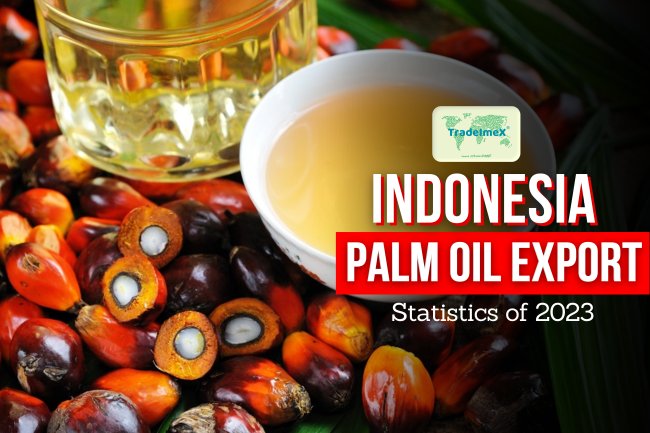 TradeImeX
INDONESIA
PALM OIL EXPORT
Statistics of 2023